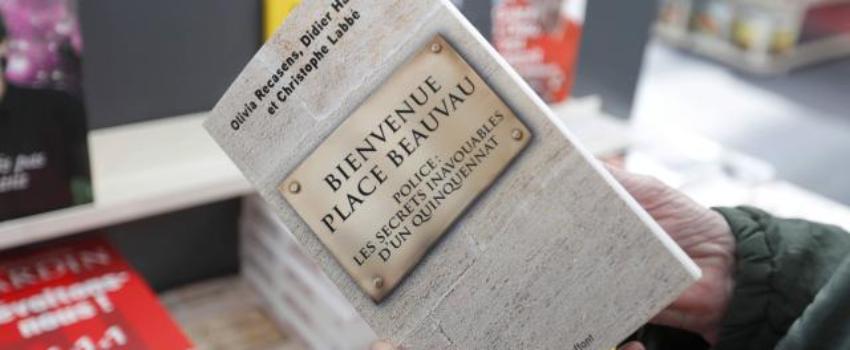 Olivia Recasens, Didier
et Christophe Labbé
BIENVENUE
PLACE BEAUVAU
POLICE:
LES SECRETS INAVOUABLES
D'UN QUINQUENNAT